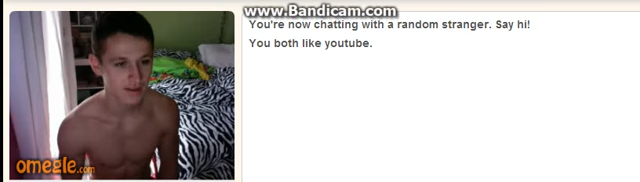 www.Bandicam.com
You're now chatting with a random stranger. Say hi!
You both like youtube.
omegle.com